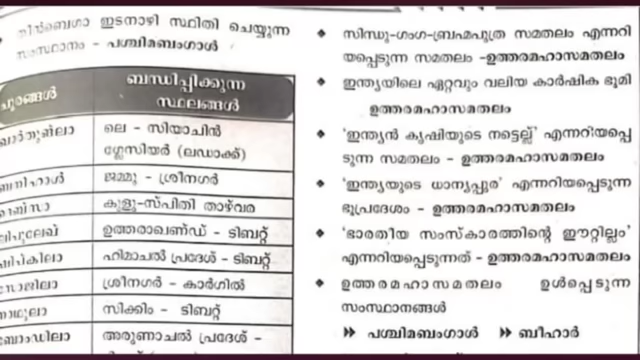 ഇടനാഴി സ്ഥിതി ചെയ്യുന്ന
സംസ്ഥാനം – പശ്ചിമബംഗാൾ
ചുരങ്ങൾ
ബന്ധിപ്പിക്കുന്ന
സ്ഥലങ്ങൾ
ലെ - സിയാചിൻ
ഗ്ലേസിയർ (ലഡാക്ക്)
ജമ്മു - ശ്രീനഗർ
കുളു-സ്പിതി താഴ്‌വര
ഉത്തരാഖണ്ഡ് - ടിബറ്റ്
ഹിമാചൽ പ്രദേശ് - ടിബറ്റ്
ശ്രീനഗർ - കാർഗിൽ
സിക്കിം - ടിബറ്റ്
അരുണാചൽ പ്രദേശ് -
സിന്ധു-ഗംഗ-ബ്രഹ്മപുത്ര സമതലം എന്നറി
യപ്പെടുന്ന സമതലം -ഉത്തരമഹാസമതലം
ഇന്ത്യയിലെ ഏറ്റവും വലിയ കാർഷിക ഭൂമി
ഉത്തരമഹാസമതലം
'ഇന്ത്യൻ കൃഷിയുടെ നട്ടെല്ല്' എന്നറിയപ്പെ
ടുന്ന സമതലം - ഉത്തരമഹാസമതലം
'ഇന്ത്യയുടെ ധാന്യപ്പുര' എന്നറിയപ്പെടുന്ന
ഭൂപ്രദേശം - ഉത്തരമഹാസമതലം
'ഭാരതീയ സംസ്കാരത്തിന്റെ ഈറ്റില്ലം'
എന്നറിയപ്പെടുന്നത് - ഉത്തരമഹാസമതലം
ഉത്തരമഹാസമതലം ഉൾപ്പെടുന്ന
സംസ്ഥാനങ്ങൾ
പശ്ചിമബംഗാൾ ബീഹാർ